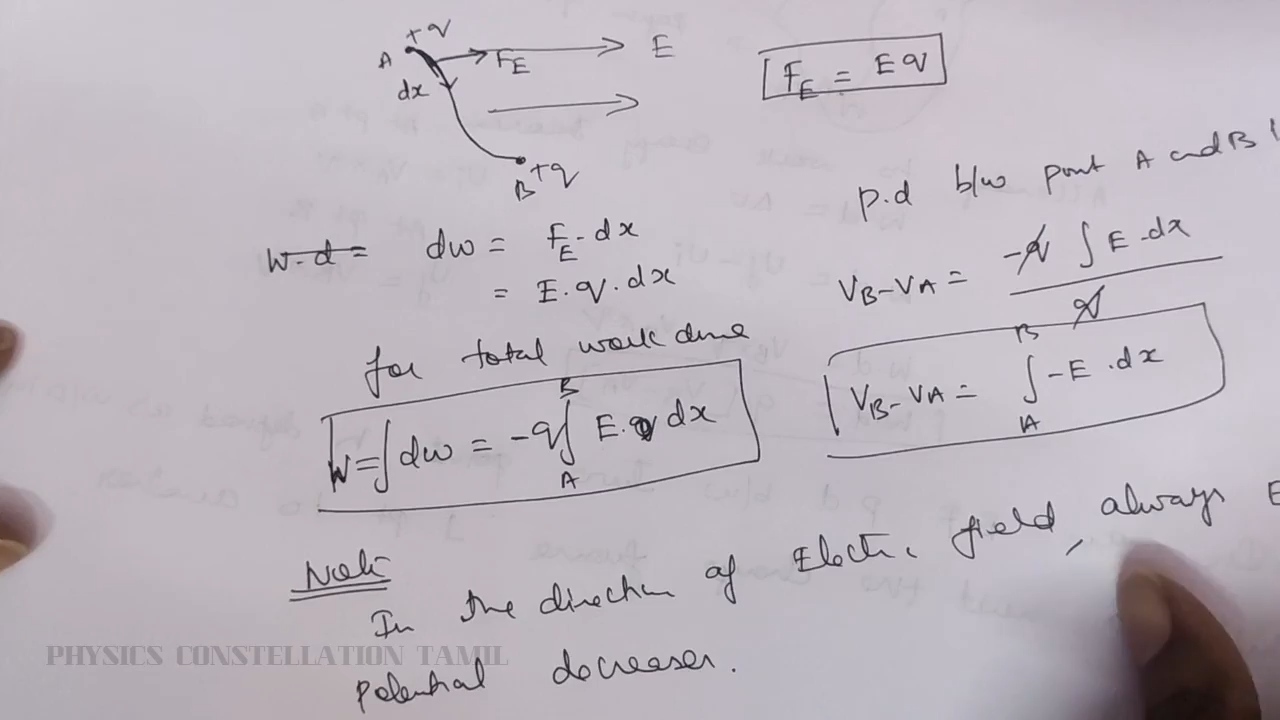 +q
A
F_E
E
dx
B +q
F_E = Eq
W.d = dw = F_E . dx
= E . q . dx
for total work done
W = ∫ dw = -q ∫_A^B E . dx
p.d b/w point A and B
V_B - V_A = -q ∫ E . dx / q
V_B - V_A = ∫_A^B -E . dx
Note
In the direction of Electric field, always E
potential decreases.
PHYSICS CONSTELLATION TAMIL